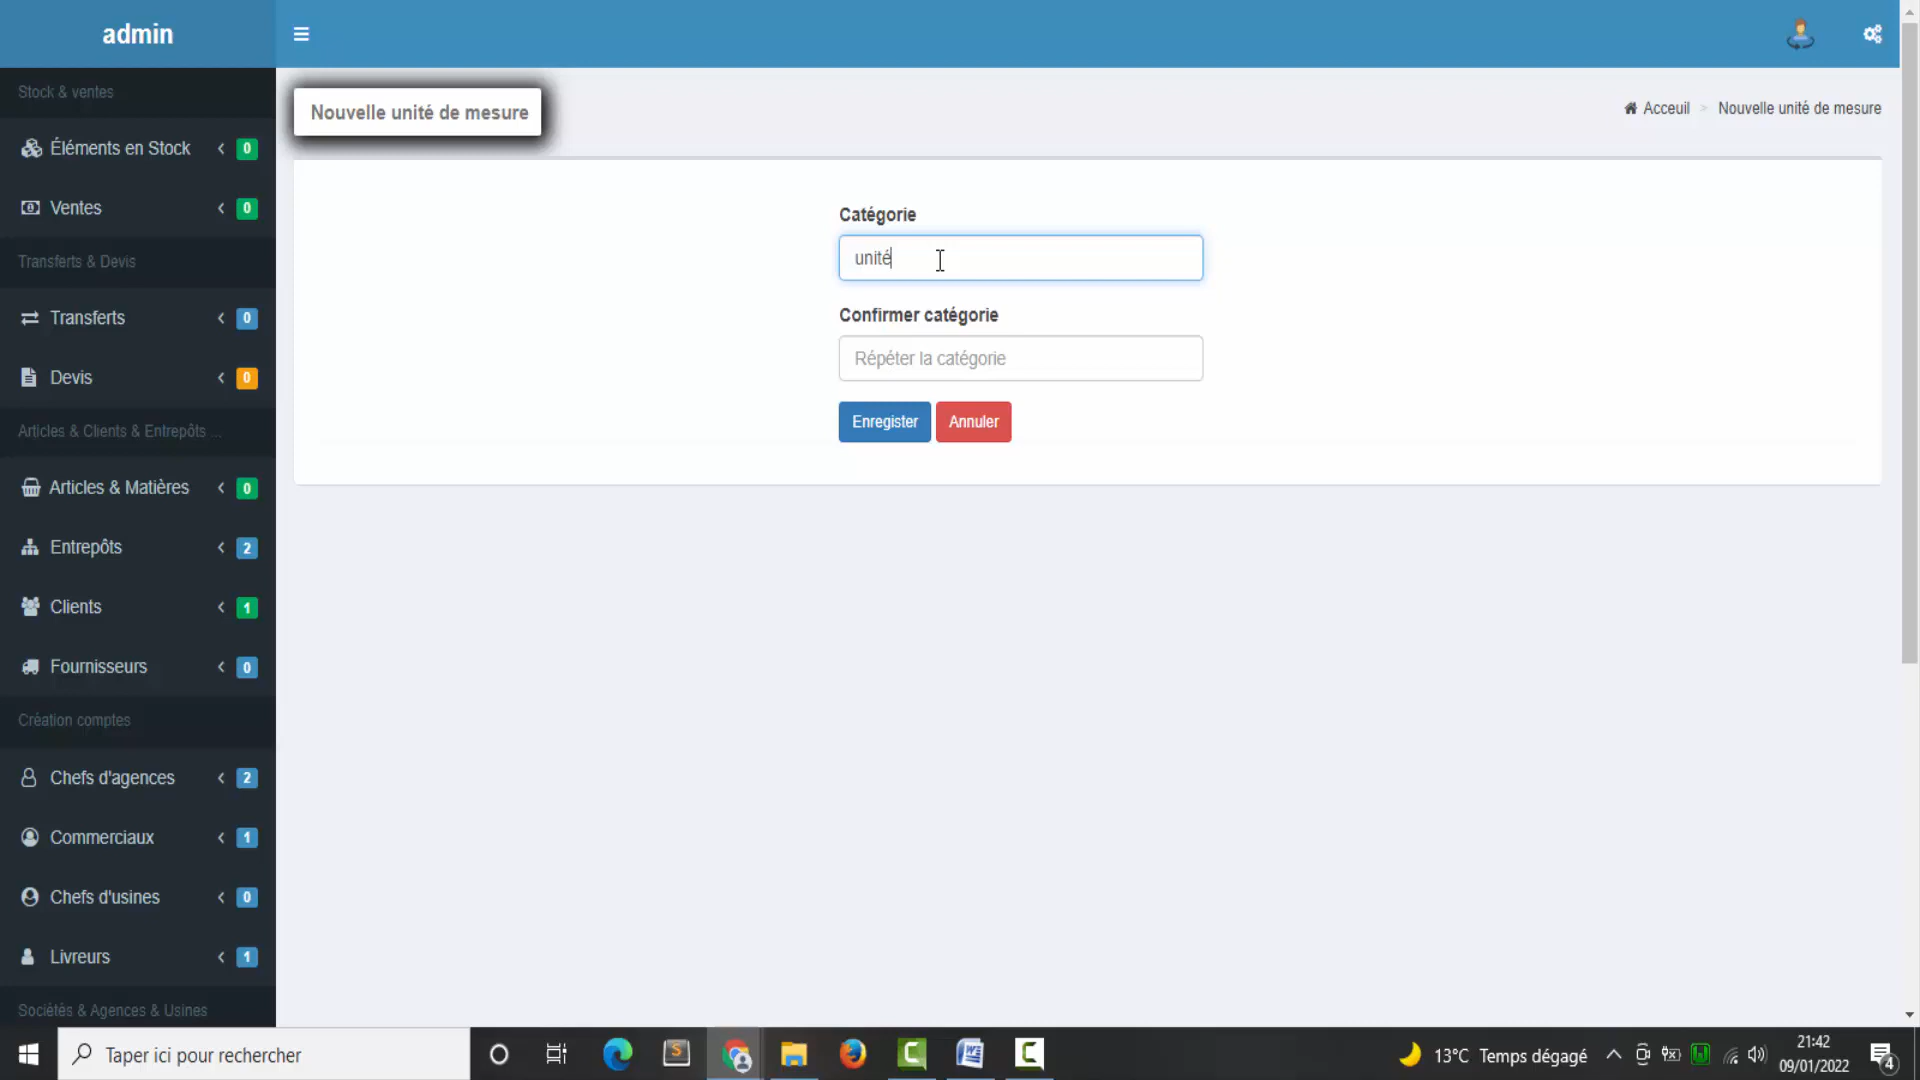 admin
Nouvelle unité de mesure
Acceuil > Nouvelle unité de mesure
Stock & ventes
Éléments en Stock < 0
Ventes < 0
Transferts & Devis
Transferts < 0
Devis < 0
Articles & Clients & Entrepôts ...
Articles & Matières < 0
Entrepôts < 2
Clients < 1
Fournisseurs < 0
Création comptes
Chefs d'agences < 2
Commerciaux < 1
Chefs d'usines < 0
Livreurs < 1
Sociétés & Agences & Usines
Catégorie
unité
Confirmer catégorie
Répéter la catégorie
Enregister Annuler
Taper ici pour rechercher
13°C Temps dégagé
21:42
09/01/2022
4